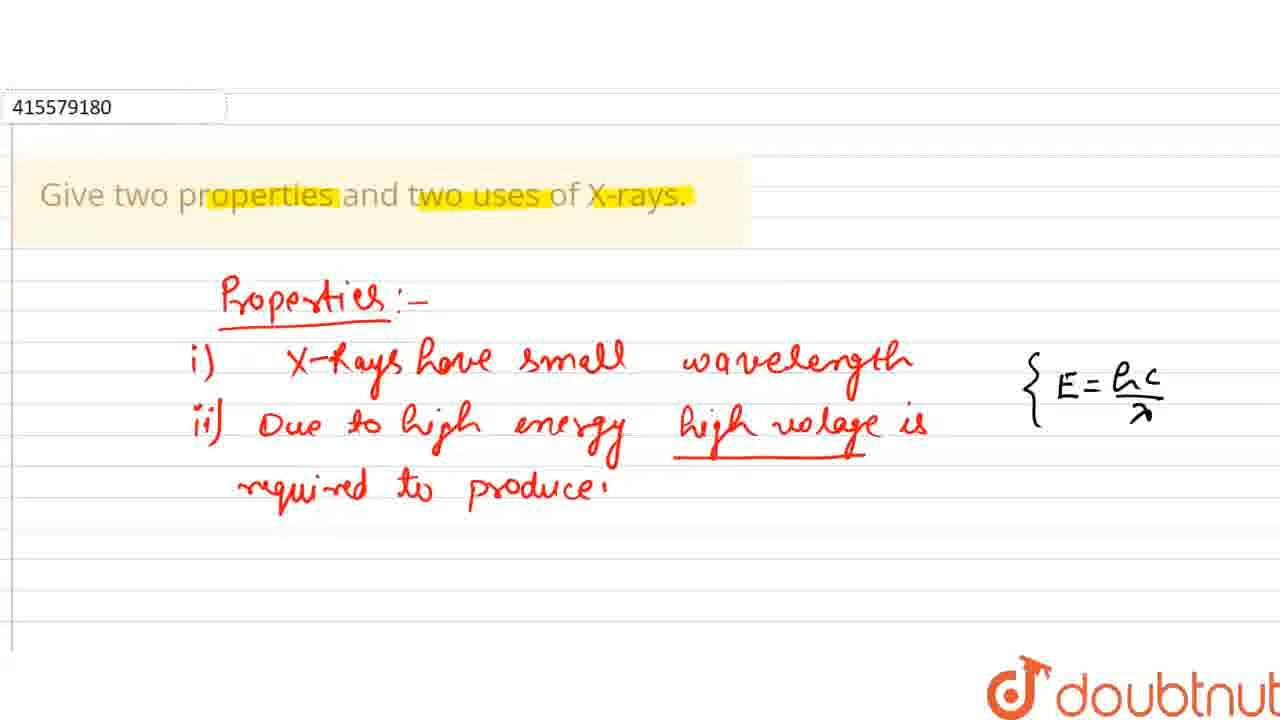 415579180
Give two properties and two uses of X-rays.
Properties :-
i) X-Rays have small wavelength
{ E = hc/λ
ii) Due to high energy high volage is
required to produce.
doubtnut